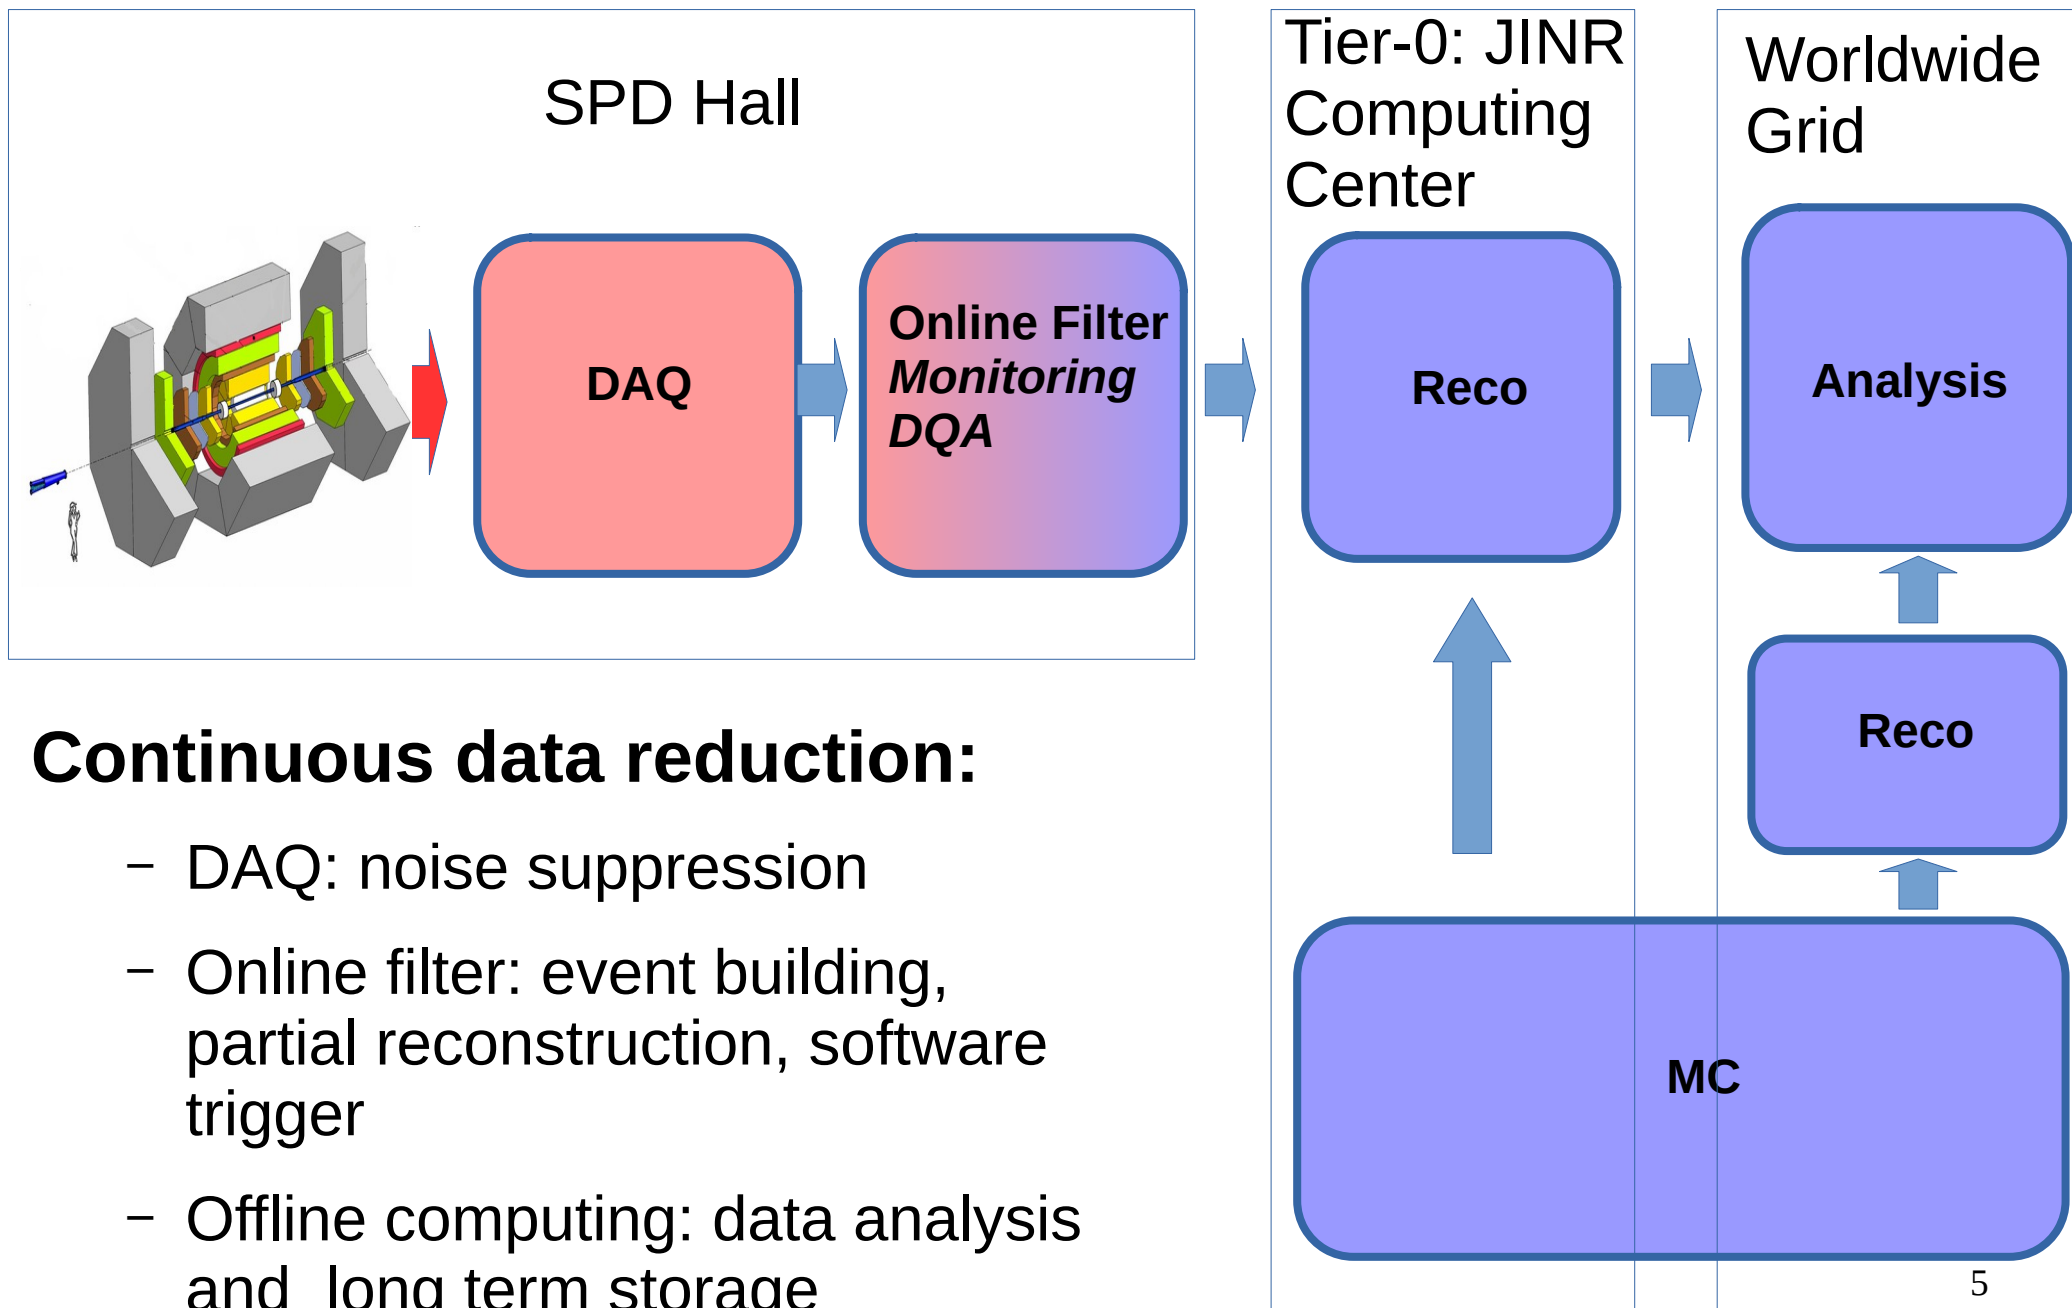 SPD Hall
Tier-0: JINR
Computing
Center
Worldwide
Grid
DAQ
Online Filter
Monitoring
DQA
Reco
Analysis
Reco
MC
Continuous data reduction:
– DAQ: noise suppression
– Online filter: event building,
partial reconstruction, software
trigger
– Offline computing: data analysis
and long term storage
5